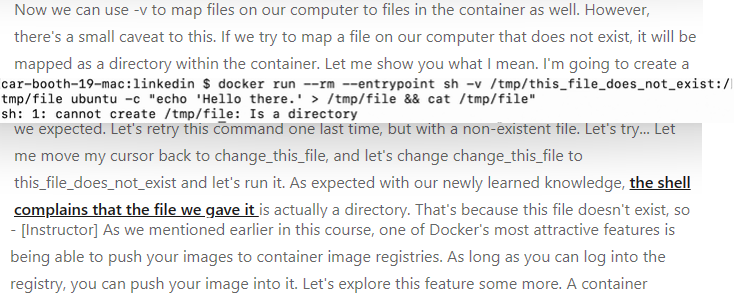 Now we can use -v to map files on our computer to files in the container as well. However,
there's a small caveat to this. If we try to map a file on our computer that does not exist, it will be
mapped as a directory within the container. Let me show you what I mean. I'm going to create a
car-booth-19-mac:linkedin $ docker run --rm --entrypoint sh -v /tmp/this_file_does_not_exist:/
tmp/file ubuntu -c "echo 'Hello there.' > /tmp/file && cat /tmp/file"
sh: 1: cannot create /tmp/file: Is a directory
we expected. Let's retry this command one last time, but with a non-existent file. Let's try... Let
me move my cursor back to change_this_file, and let's change change_this_file to
this_file_does_not_exist and let's run it. As expected with our newly learned knowledge, the shell
complains that the file we gave it is actually a directory. That's because this file doesn't exist, so
- [Instructor] As we mentioned earlier in this course, one of Docker's most attractive features is
being able to push your images to container image registries. As long as you can log into the
registry, you can push your image into it. Let's explore this feature some more. A container